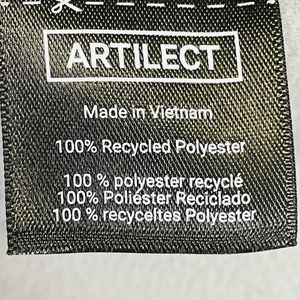 ARTILECT
Made in Vietnam
100% Recycled Polyester
100 % polyester recyclé
100% Poliéster Reciclado
100 % recyceltes Polyester